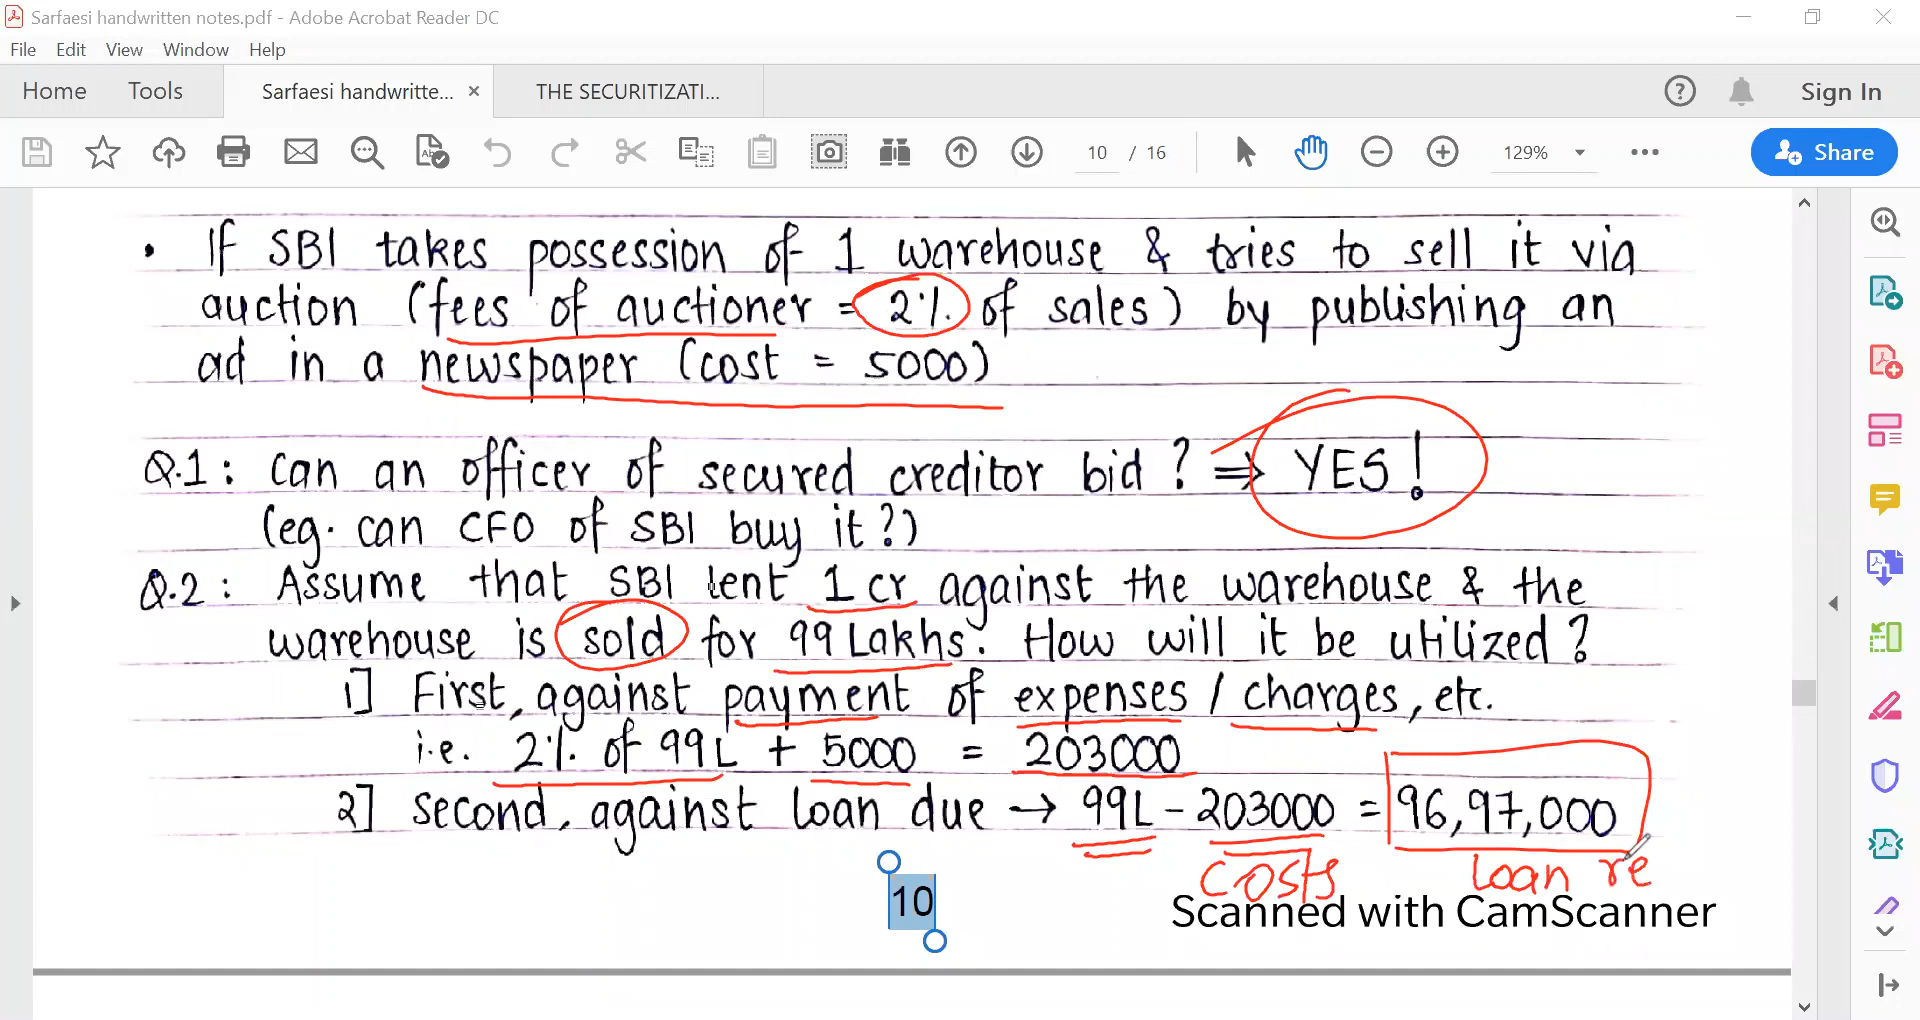 Sarfaesi handwritten notes.pdf - Adobe Acrobat Reader DC
File Edit View Window Help
Home Tools Sarfaesi handwritte... × THE SECURITIZATI... Sign In
10 / 16 129% Share
• If SBI takes possession of 1 warehouse & tries to sell it via
auction (fees of auctioner = 2% of sales) by publishing an
ad in a newspaper (cost = 5000)
Q.1: Can an officer of secured creditor bid? ⇒ YES!
(eg. can CFO of SBI buy it?)
Q.2: Assume that SBI lent 1 cr against the warehouse & the
warehouse is sold for 99 Lakhs. How will it be utilized?
1] First, against payment of expenses / charges, etc.
i.e. 2% of 99L + 5000 = 203000
2] Second, against loan due → 99L - 203000 = 96,97,000
Costs Loan re
10
Scanned with CamScanner